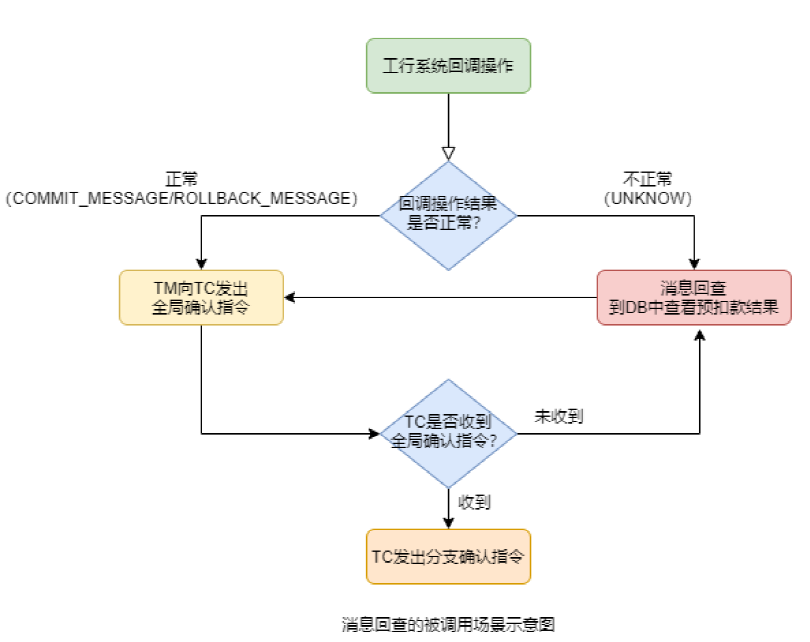 工行系统回调操作
正常
(COMMIT_MESSAGE/ROLLBACK_MESSAGE)
回调操作结果
是否正常?
不正常
(UNKNOW)
TM向TC发出
全局确认指令
消息回查
到DB中查看预扣款结果
TC是否收到
全局确认指令?
未收到
收到
TC发出分支确认指令
消息回查的被调用场景示意图